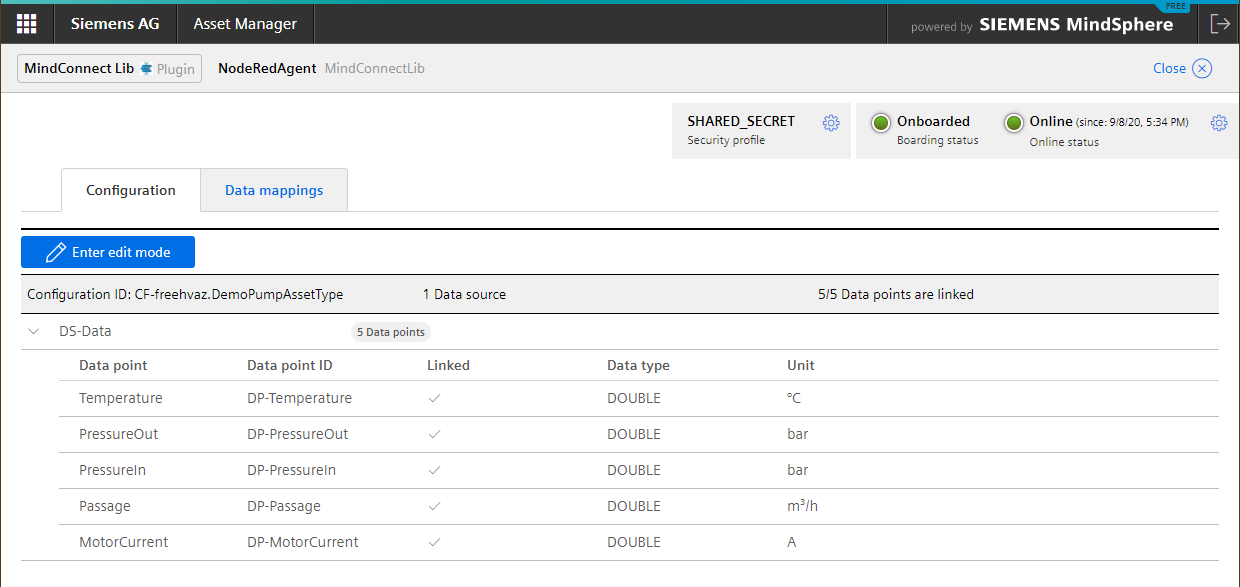 FREE
Siemens AG Asset Manager powered by SIEMENS MindSphere
MindConnect Lib Plugin NodeRedAgent MindConnectLib Close
SHARED_SECRET Onboarded Online (since: 9/8/20, 5:34 PM)
Security profile Boarding status Online status
Configuration Data mappings
Enter edit mode
Configuration ID: CF-freehvaz.DemoPumpAssetType 1 Data source 5/5 Data points are linked
DS-Data 5 Data points
Data point Data point ID Linked Data type Unit
Temperature DP-Temperature DOUBLE °C
PressureOut DP-PressureOut DOUBLE bar
PressureIn DP-PressureIn DOUBLE bar
Passage DP-Passage DOUBLE m³/h
MotorCurrent DP-MotorCurrent DOUBLE A